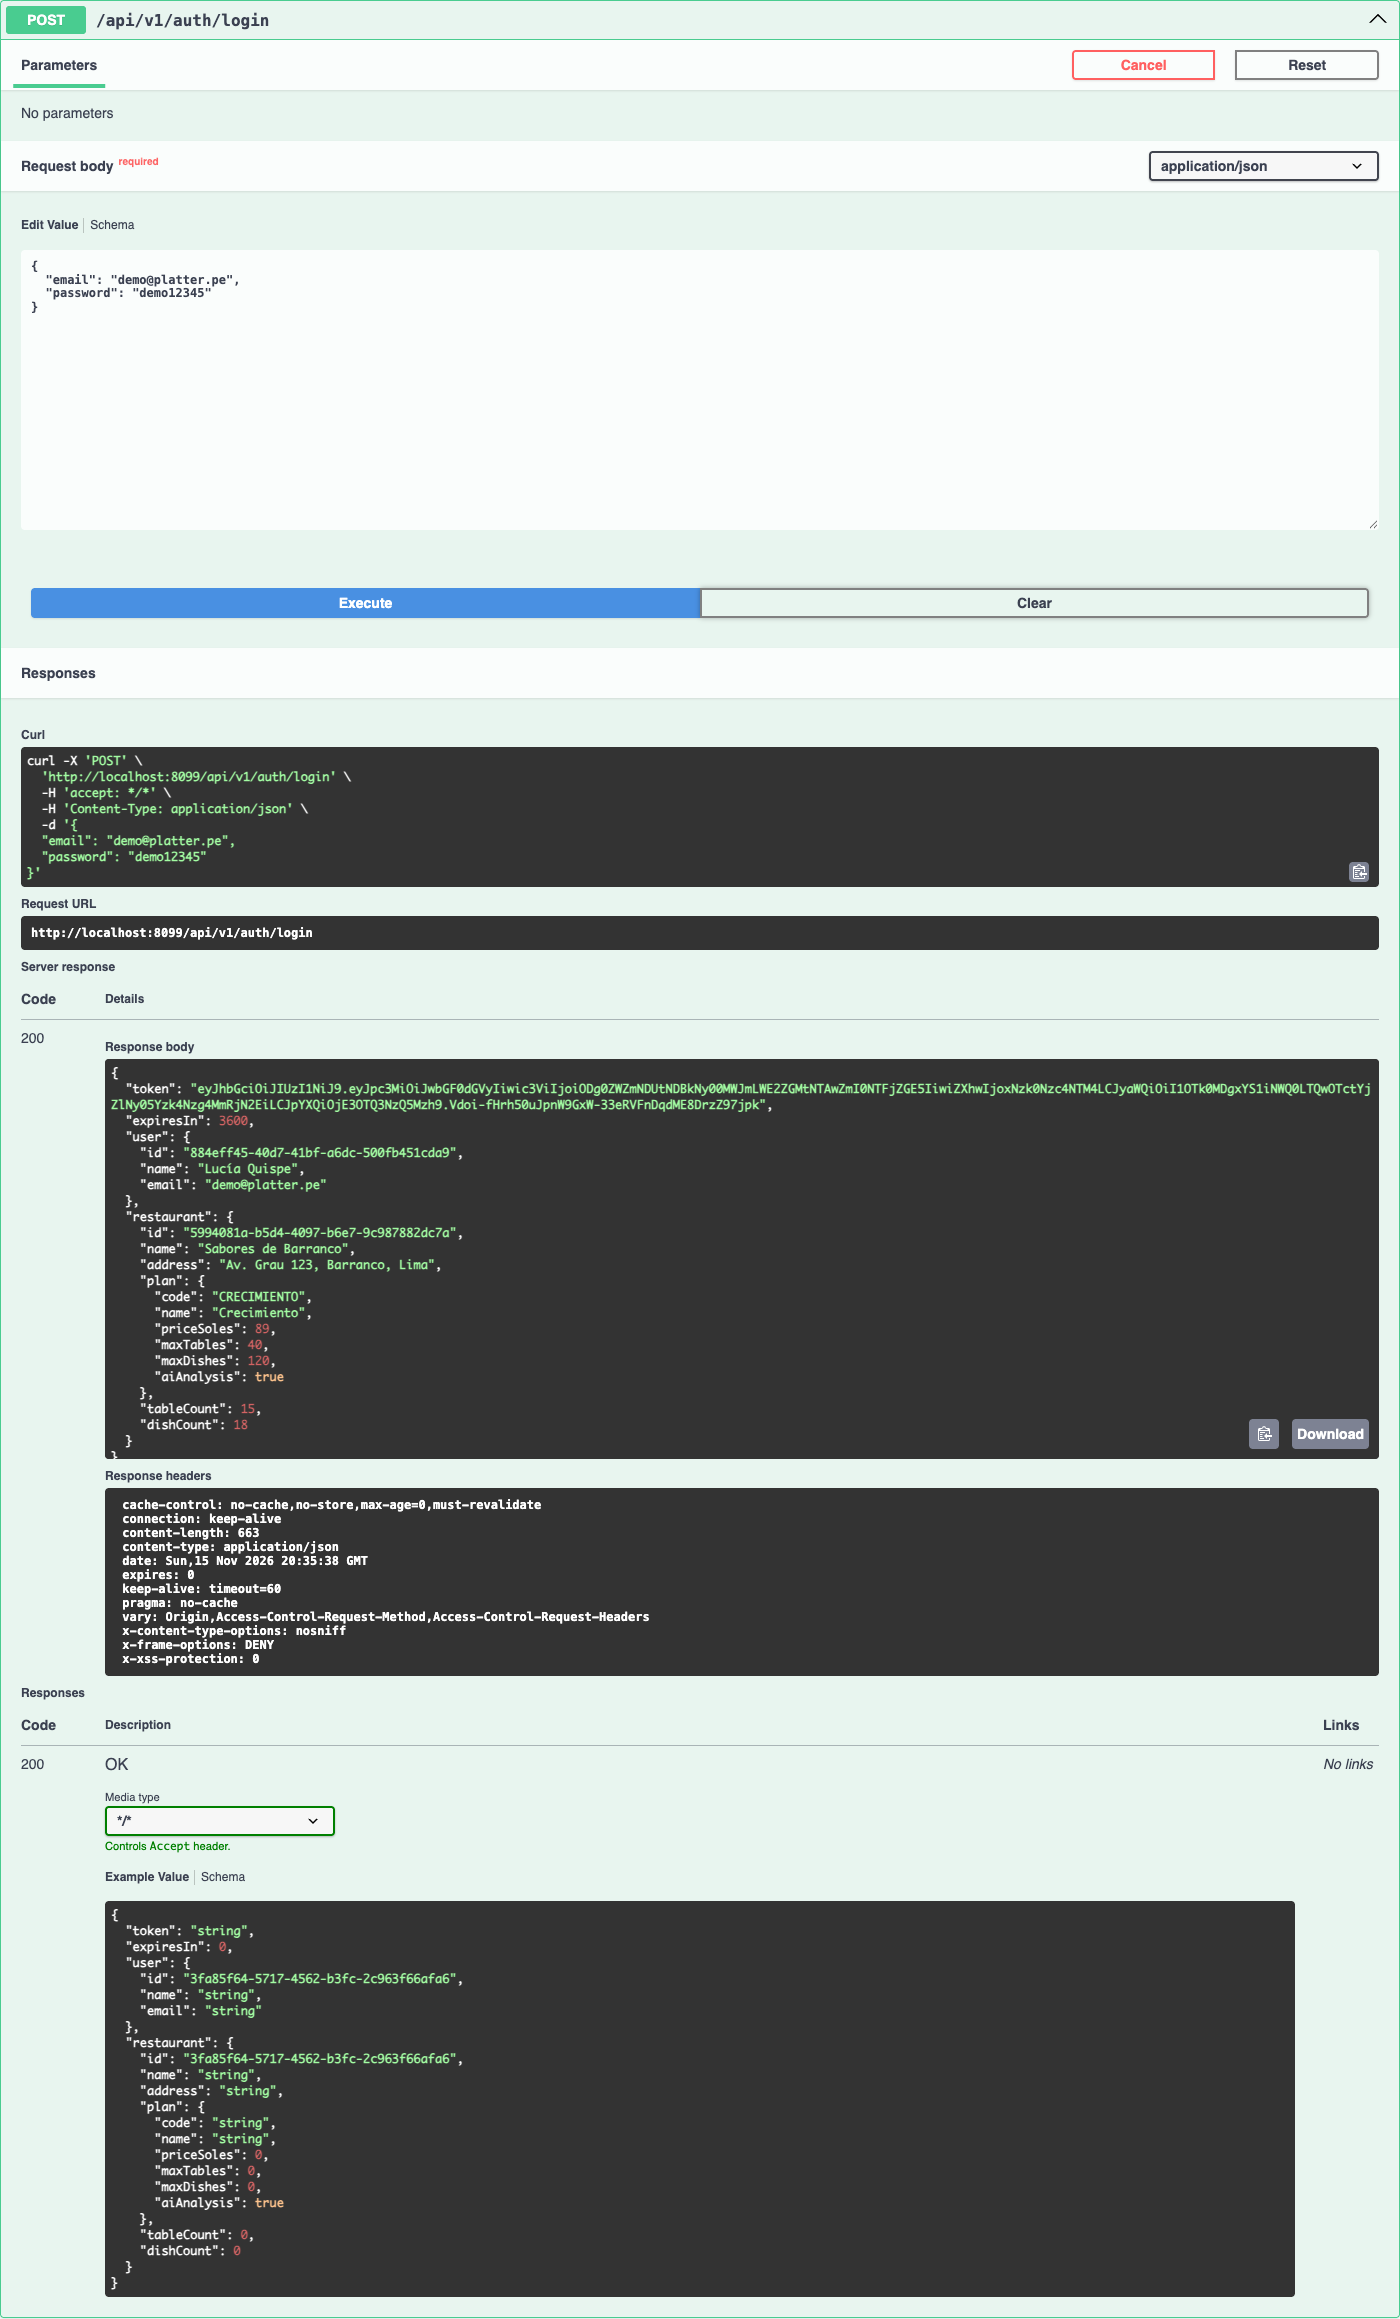 POST /api/v1/auth/login
Parameters
Cancel
Reset
No parameters
Request body required
application/json
Edit Value | Schema
{
  "email": "demo@platter.pe",
  "password": "demo12345"
}
Execute
Clear
Responses
Curl
curl -X 'POST' \
  'http://localhost:8099/api/v1/auth/login' \
  -H 'accept: */*' \
  -H 'Content-Type: application/json' \
  -d '{
  "email": "demo@platter.pe",
  "password": "demo12345"
}'
Request URL
http://localhost:8099/api/v1/auth/login
Server response
Code Details
200
Response body
{
  "token": "eyJhbGciOiJIUzI1NiJ9.eyJpc3MiOiJwbGF0dGVyIiwic3ViIjoiODg0ZWZmNDUtNDBkNy00MWJmLWE2ZGMtNTAwZmI0NTFjZGE5IiwiZXhwIjoxNzk0Nzc4NTM4LCJyaWQiOiI1OTk0MDgxYS1iNWQ0LTQwOTctYj
ZlNy05Yzk4Nzg4MmRjN2EiLCJpYXQiOjE3OTQ3NzQ5Mzh9.Vdoi-fHrh50uJpnW9GxW-33eRVFnDqdME8DrzZ97jpk",
  "expiresIn": 3600,
  "user": {
    "id": "884eff45-40d7-41bf-a6dc-500fb451cda9",
    "name": "Lucía Quispe",
    "email": "demo@platter.pe"
  },
  "restaurant": {
    "id": "5994081a-b5d4-4097-b6e7-9c987882dc7a",
    "name": "Sabores de Barranco",
    "address": "Av. Grau 123, Barranco, Lima",
    "plan": {
      "code": "CRECIMIENTO",
      "name": "Crecimiento",
      "priceSoles": 89,
      "maxTables": 40,
      "maxDishes": 120,
      "aiAnalysis": true
    },
    "tableCount": 15,
    "dishCount": 18
  }
}
Download
Response headers
cache-control: no-cache,no-store,max-age=0,must-revalidate
connection: keep-alive
content-length: 663
content-type: application/json
date: Sun,15 Nov 2026 20:35:38 GMT
expires: 0
keep-alive: timeout=60
pragma: no-cache
vary: Origin,Access-Control-Request-Method,Access-Control-Request-Headers
x-content-type-options: nosniff
x-frame-options: DENY
x-xss-protection: 0
Responses
Code Description Links
200 OK No links
Media type
*/*
Controls Accept header.
Example Value | Schema
{
  "token": "string",
  "expiresIn": 0,
  "user": {
    "id": "3fa85f64-5717-4562-b3fc-2c963f66afa6",
    "name": "string",
    "email": "string"
  },
  "restaurant": {
    "id": "3fa85f64-5717-4562-b3fc-2c963f66afa6",
    "name": "string",
    "address": "string",
    "plan": {
      "code": "string",
      "name": "string",
      "priceSoles": 0,
      "maxTables": 0,
      "maxDishes": 0,
      "aiAnalysis": true
    },
    "tableCount": 0,
    "dishCount": 0
  }
}